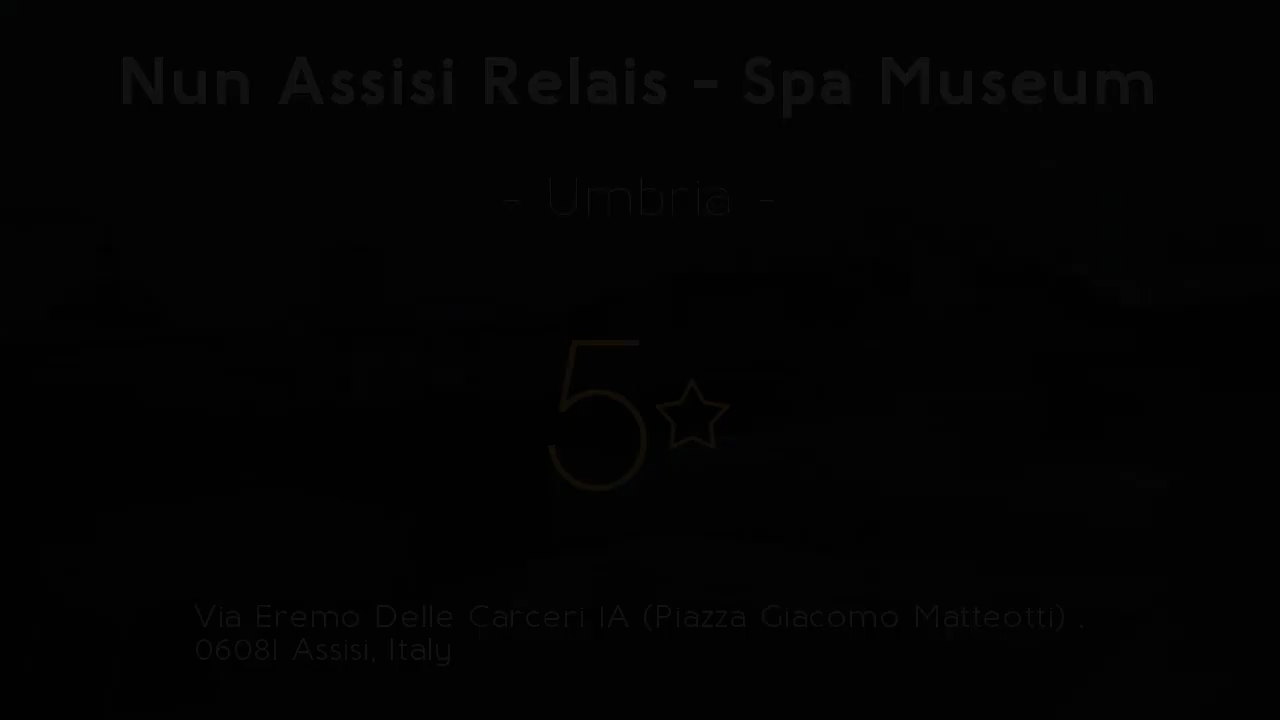 Nun Assisi Relais - Spa Museum
- Umbria -
5
Via Eremo Delle Carceri 1A (Piazza Giacomo Matteotti) .
06081 Assisi, Italy